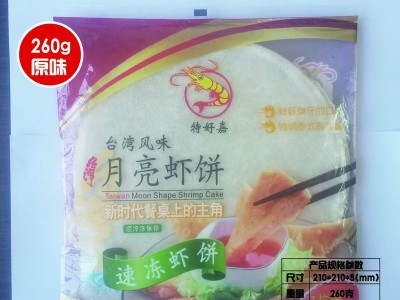 260g
原味
特好嘉
台湾风味
月亮虾饼
Taiwan Moon Shape Shrimp Cake
新时代餐桌上的主角
速冻虾饼
产品规格参数
尺寸 210*210*8(mm)
重量 260克